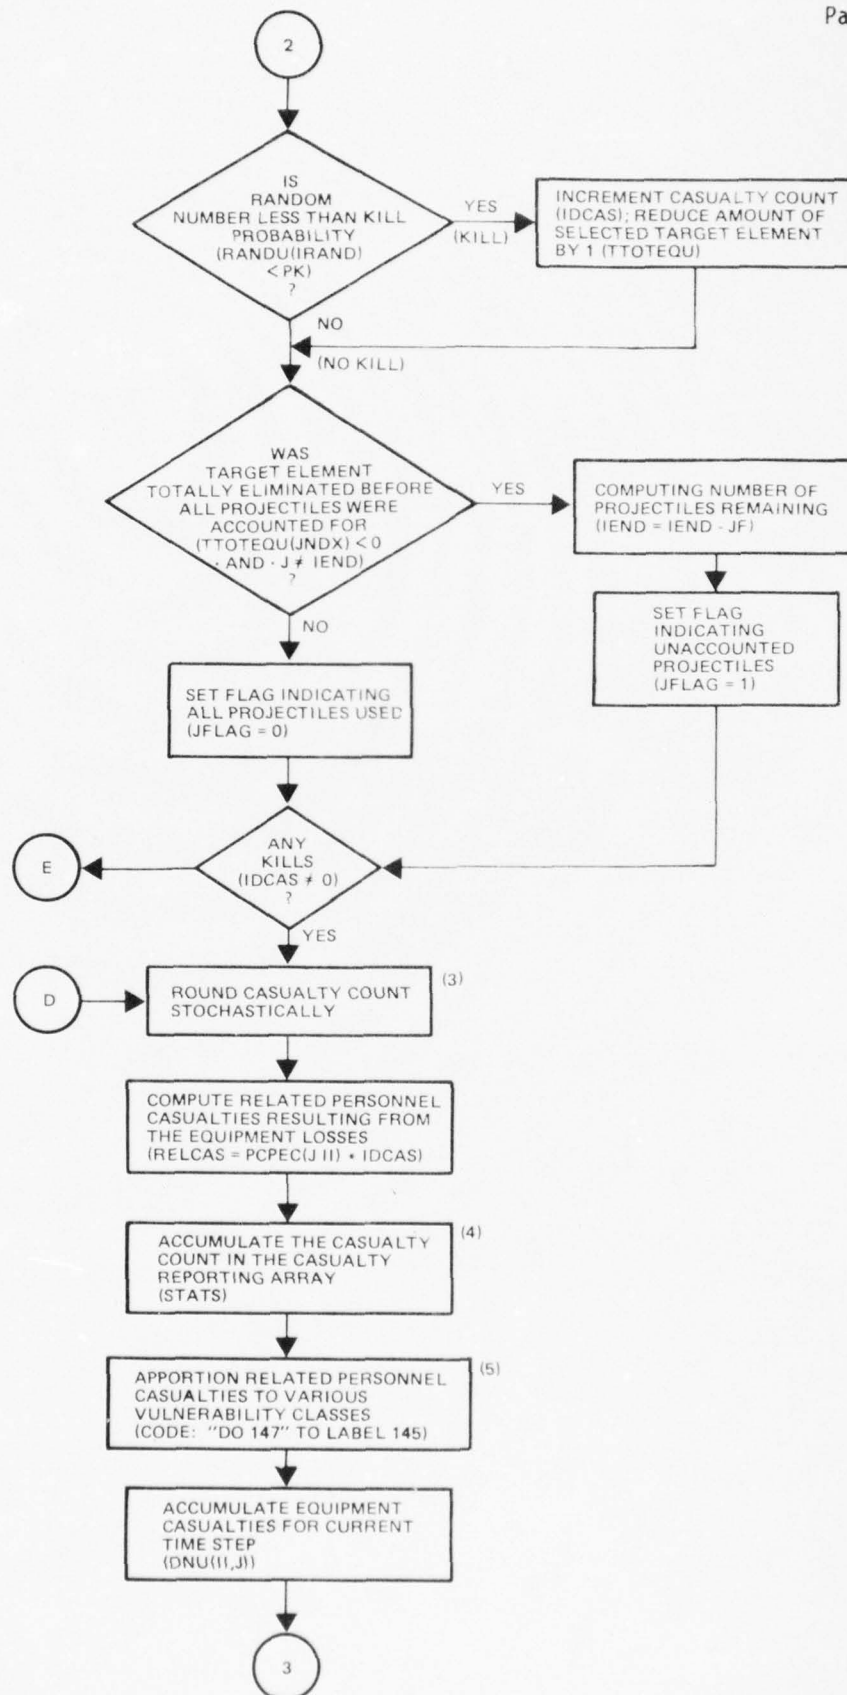 Pa
2
IS
RANDOM
NUMBER LESS THAN KILL
PROBABILITY
(RANDU(IRAND)
< PK)
?
YES
(KILL)
INCREMENT CASUALTY COUNT
(IDCAS); REDUCE AMOUNT OF
SELECTED TARGET ELEMENT
BY 1 (TTOTEQU)
NO
(NO KILL)
WAS
TARGET ELEMENT
TOTALLY ELIMINATED BEFORE
ALL PROJECTILES WERE
ACCOUNTED FOR
(TTOTEQU(JNDX) < 0
· AND · J ≠ IEND)
?
YES
COMPUTING NUMBER OF
PROJECTILES REMAINING
(IEND = IEND - JF)
SET FLAG
INDICATING
UNACCOUNTED
PROJECTILES
(JFLAG = 1)
NO
SET FLAG INDICATING
ALL PROJECTILES USED
(JFLAG = 0)
E
ANY
KILLS
(IDCAS ≠ 0)
?
YES
D
ROUND CASUALTY COUNT
STOCHASTICALLY
(3)
COMPUTE RELATED PERSONNEL
CASUALTIES RESULTING FROM
THE EQUIPMENT LOSSES
(RELCAS = PCPEC(J II) * IDCAS)
ACCUMULATE THE CASUALTY
COUNT IN THE CASUALTY
REPORTING ARRAY
(STATS)
(4)
APPORTION RELATED PERSONNEL
CASUALTIES TO VARIOUS
VULNERABILITY CLASSES
(CODE: "DO 147" TO LABEL 145)
(5)
ACCUMULATE EQUIPMENT
CASUALTIES FOR CURRENT
TIME STEP
(DNU(II,J))
3